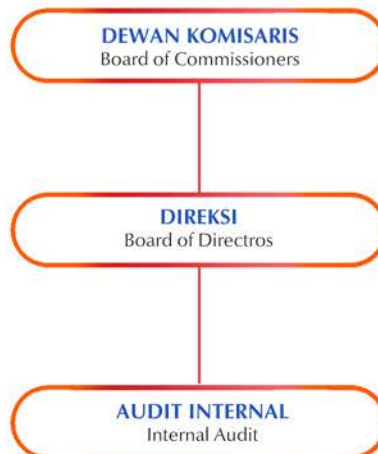 DEWAN KOMISARIS
Board of Commissioners
DIREKSI
Board of Directros
AUDIT INTERNAL
Internal Audit